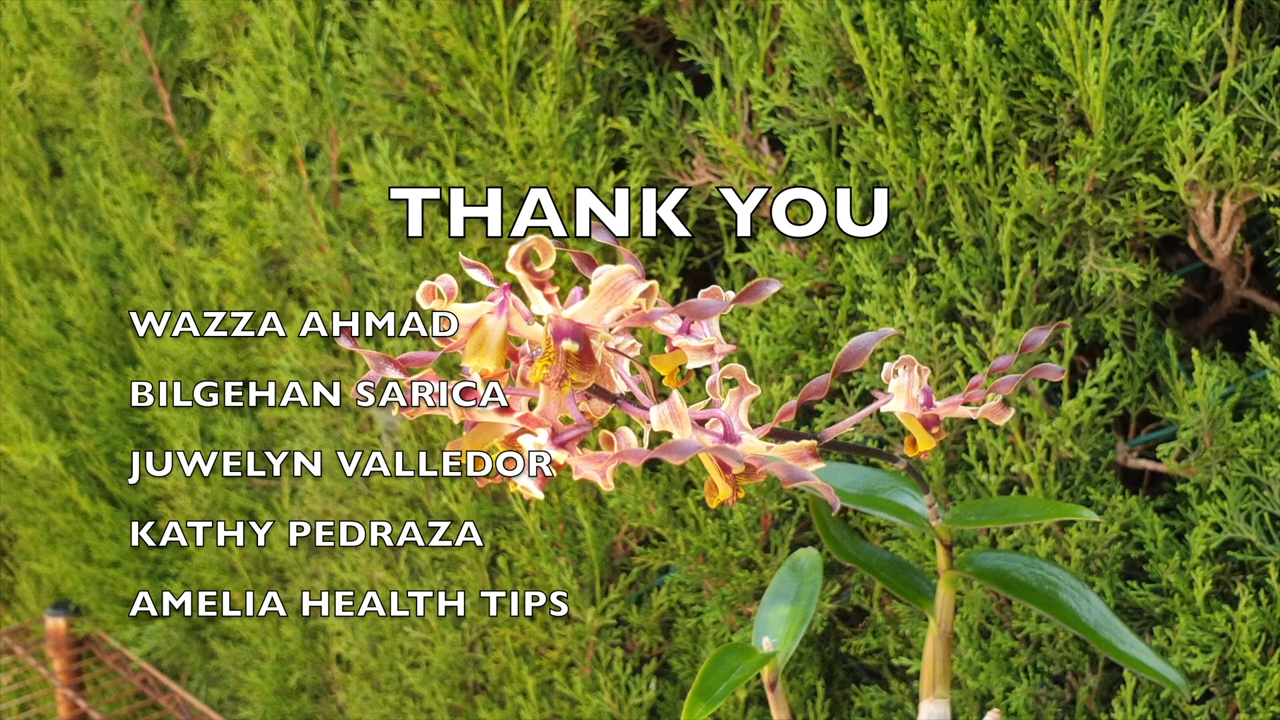 THANK YOU
WAZZA AHMAD
BILGEHAN SARICA
JUWELYN VALLEDOR
KATHY PEDRAZA
AMELIA HEALTH TIPS